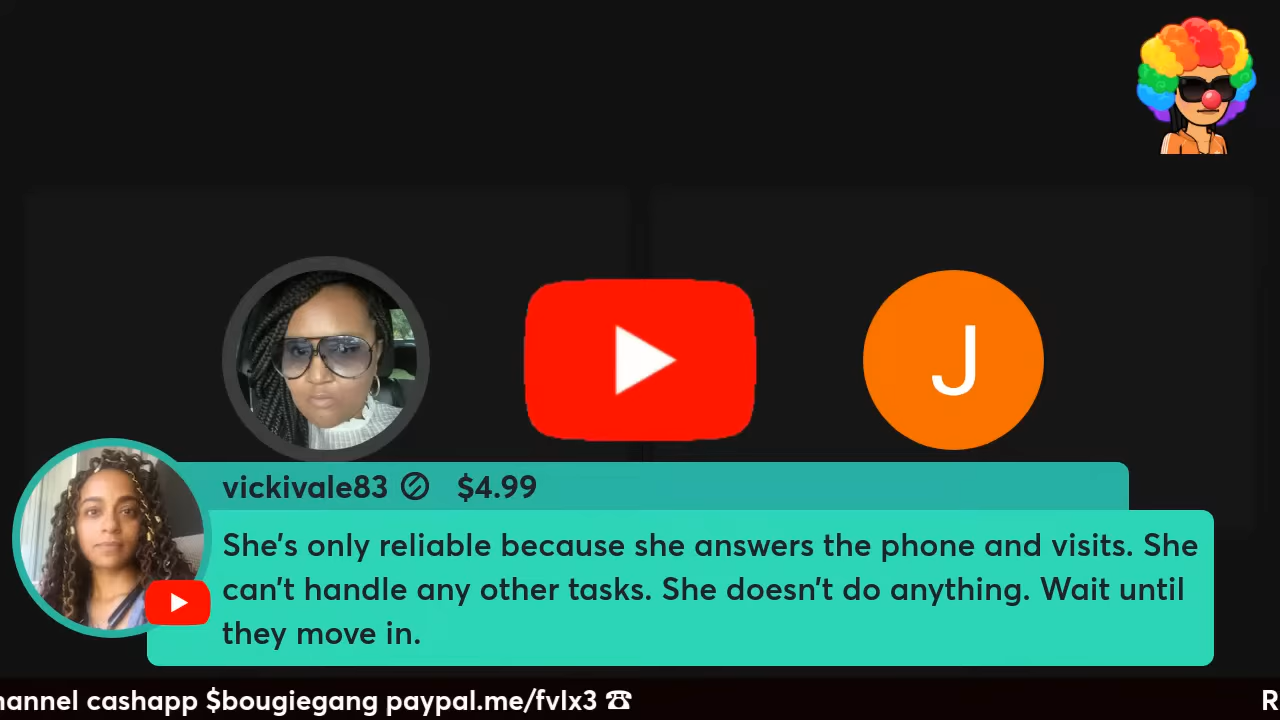 J
vickivale83 $4.99
She's only reliable because she answers the phone and visits. She
can't handle any other tasks. She doesn't do anything. Wait until
they move in.
hannel cashapp $bougiegang paypal.me/fvlx3 ☎ R